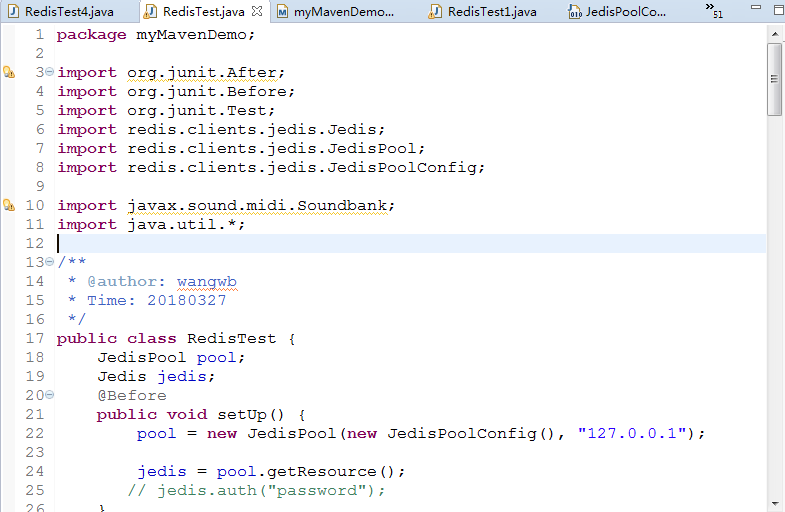 RedisTest4.java RedisTest.java myMavenDemo... RedisTest1.java JedisPoolCo... »51
1 package myMavenDemo;
2
3 import org.junit.After;
4 import org.junit.Before;
5 import org.junit.Test;
6 import redis.clients.jedis.Jedis;
7 import redis.clients.jedis.JedisPool;
8 import redis.clients.jedis.JedisPoolConfig;
9
10 import javax.sound.midi.Soundbank;
11 import java.util.*;
12
13 /**
14  * @author: wangwb
15  * Time: 20180327
16  */
17 public class RedisTest {
18     JedisPool pool;
19     Jedis jedis;
20     @Before
21     public void setUp() {
22         pool = new JedisPool(new JedisPoolConfig(), "127.0.0.1");
23
24         jedis = pool.getResource();
25        // jedis.auth("password");
26     }